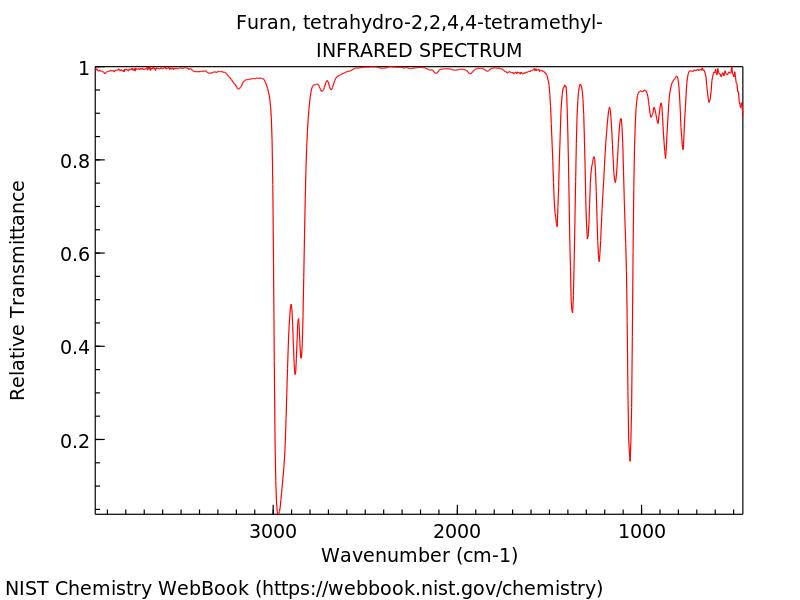 Furan, tetrahydro-2,2,4,4-tetramethyl-
INFRARED SPECTRUM
1
0.8
0.6
0.4
0.2
Relative Transmittance
3000 2000 1000
Wavenumber (cm-1)
NIST Chemistry WebBook (https://webbook.nist.gov/chemistry)